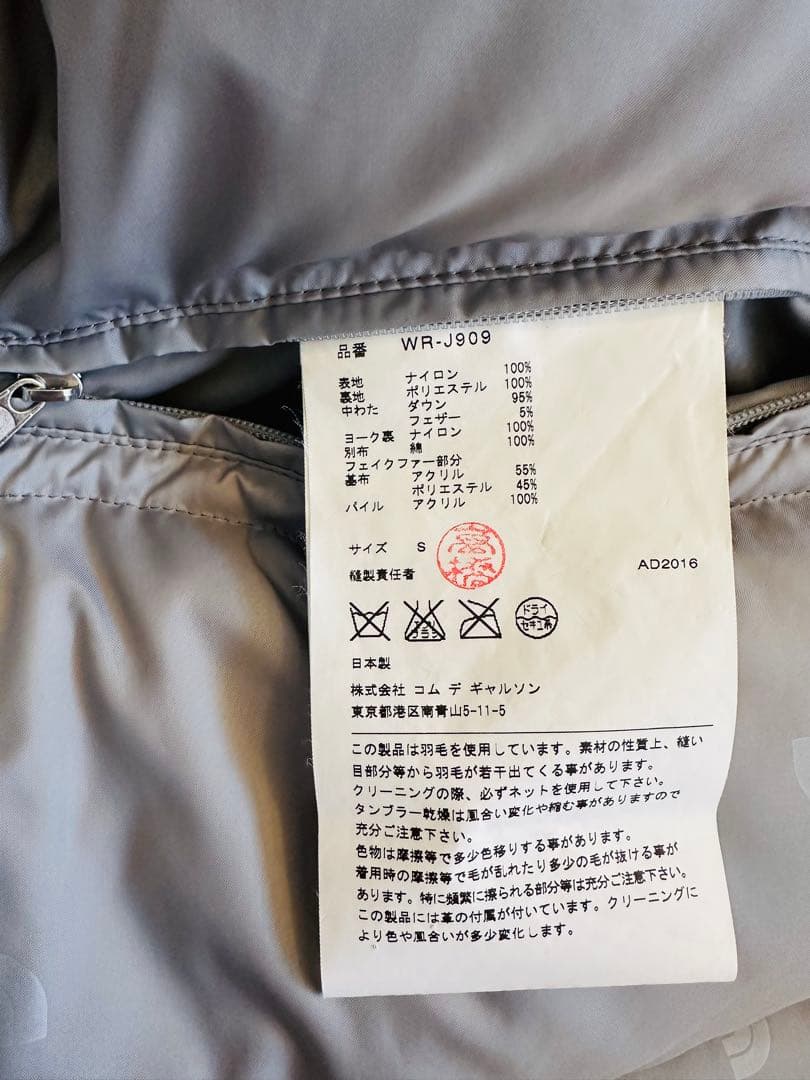 品番 WR-J909
表地 ナイロン 100%
裏地 ポリエステル 100%
中わた ダウン 95%
フェザー 5%
ヨーク裏 ナイロン 100%
別布 綿 100%
フェイクファー部分
基布 アクリル 55%
ポリエステル 45%
パイル アクリル 100%
サイズ S
縫製責任者
AD2016
ドライ
セキユ系
日本製
株式会社 コム デ ギャルソン
東京都港区南青山5-11-5
この製品は羽毛を使用しています。素材の性質上、縫い
目部分等から羽毛が若干出てくる事があります。
クリーニングの際、必ずネットを使用して下さい。
タンブラー乾燥は風合い変化や縮む事がありますので
充分ご注意下さい。
色物は摩擦等で多少色移りする事があります。
着用時の摩擦等で毛が乱れたり多少の毛が抜ける事が
あります。特に頻繁に擦られる部分等は充分ご注意下さい。
この製品には革の付属が付いています。クリーニングに
より色や風合いが多少変化します。